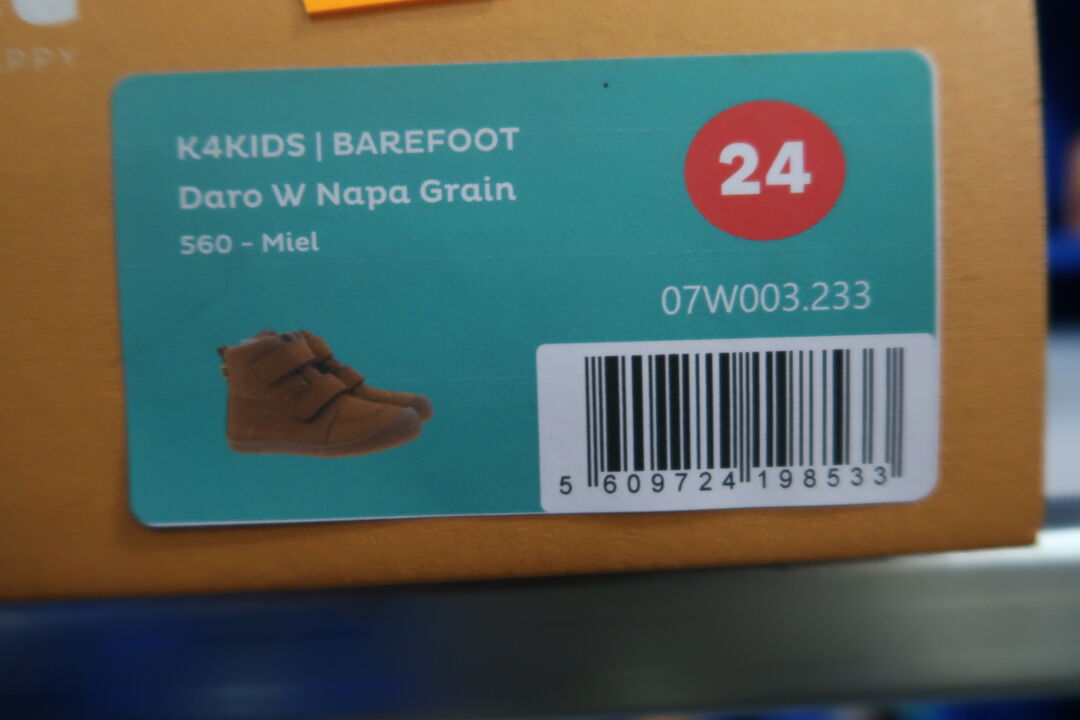 K4KIDS | BAREFOOT
Daro W Napa Grain
560 - Miel
24
07W003.233
5 609724 198533